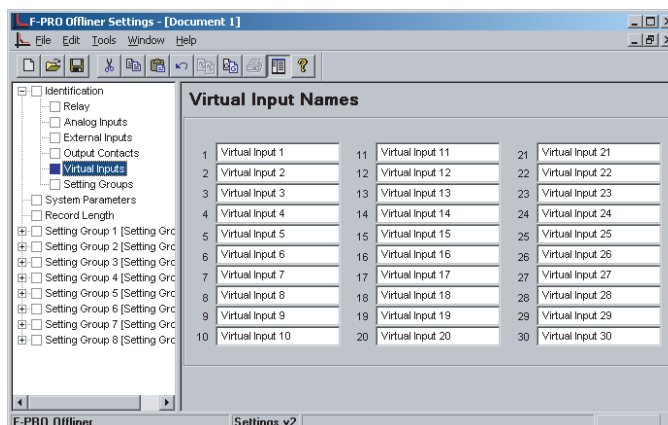 F-PRO Offliner Settings - [Document 1]
File Edit Tools Window Help
Identification
Relay
Analog Inputs
External Inputs
Output Contacts
Virtual Inputs
Setting Groups
System Parameters
Record Length
Setting Group 1 [Setting Grc
Setting Group 2 [Setting Grc
Setting Group 3 [Setting Grc
Setting Group 4 [Setting Grc
Setting Group 5 [Setting Grc
Setting Group 6 [Setting Grc
Setting Group 7 [Setting Grc
Setting Group 8 [Setting Grc
Virtual Input Names
1 Virtual Input 1
2 Virtual Input 2
3 Virtual Input 3
4 Virtual Input 4
5 Virtual Input 5
6 Virtual Input 6
7 Virtual Input 7
8 Virtual Input 8
9 Virtual Input 9
10 Virtual Input 10
11 Virtual Input 11
12 Virtual Input 12
13 Virtual Input 13
14 Virtual Input 14
15 Virtual Input 15
16 Virtual Input 16
17 Virtual Input 17
18 Virtual Input 18
19 Virtual Input 19
20 Virtual Input 20
21 Virtual Input 21
22 Virtual Input 22
23 Virtual Input 23
24 Virtual Input 24
25 Virtual Input 25
26 Virtual Input 26
27 Virtual Input 27
28 Virtual Input 28
29 Virtual Input 29
30 Virtual Input 30
F-PRO Offliner Settings v2